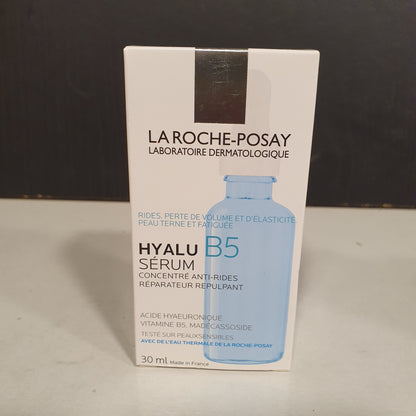 LA ROCHE-POSAY
LABORATOIRE DERMATOLOGIQUE
RIDES, PERTE DE VOLUME ET D'ÉLASTICITÉ,
PEAU TERNE ET FATIGUÉE
HYALU B5
SÉRUM
CONCENTRÉ ANTI-RIDES
RÉPARATEUR REPULPANT
ACIDE HYALURONIQUE
VITAMINE B5, MADÉCASSOSIDE
TESTÉ SUR PEAUX SENSIBLES
AVEC DE L'EAU THERMALE DE LA ROCHE-POSAY
30 ml Made in France